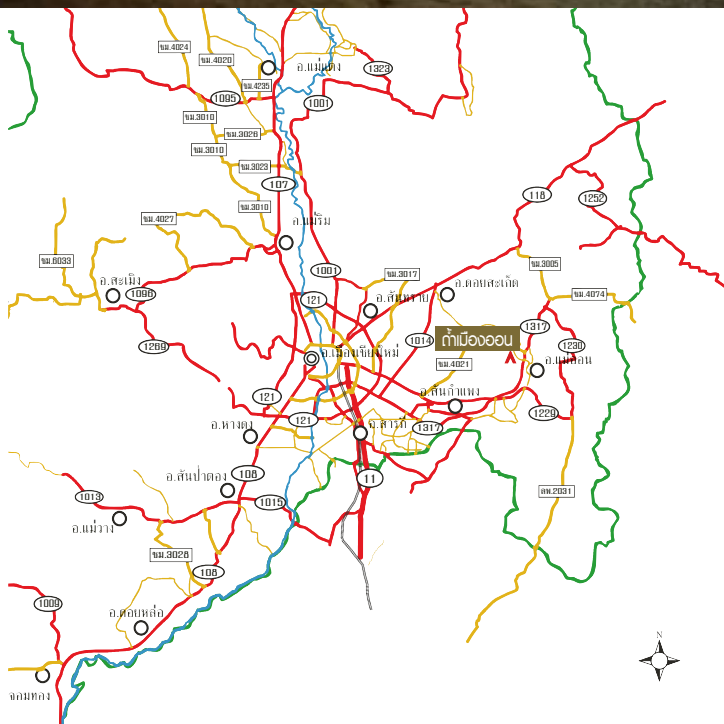 ชม.4024
ชม.4020
อ.แม่แตง
1323
ชม.4235
1095
1001
ชม.3010
ชม.3026
ชม.3010
ชม.3023
107
118
1252
ชม.3010
ชม.4027
อ.แม่ริม
ชม.6033
1001
ชม.3017
ชม.3005
อ.สะเมิง
1096
121
อ.สันทราย
อ.ดอยสะเก็ด
ชม.4074
1317
1269
1014
ถ้ำเมืองออน
1230
อ.เมืองเชียงใหม่
ชม.4021
อ.แม่ออน
121
อ.สันกำแพง
121
1229
อ.หางดง
อ.สารภี
1317
108
11
อ.สันป่าตอง
1013
1015
ลพ.2031
อ.แม่วาง
ชม.3028
108
1009
อ.ดอยหล่อ
N
จอมทอง